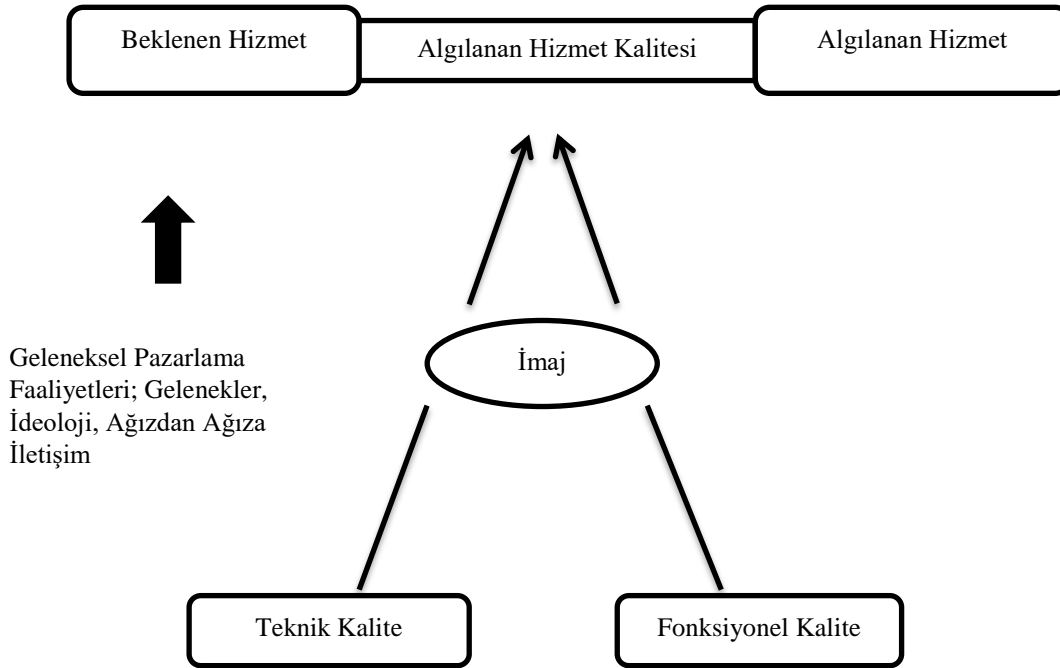 Beklenen Hizmet
Algılanan Hizmet Kalitesi
Algılanan Hizmet
İmaj
Geleneksel Pazarlama
Faaliyetleri; Gelenekler,
İdeoloji, Ağızdan Ağıza
İletişim
Teknik Kalite
Fonksiyonel Kalite